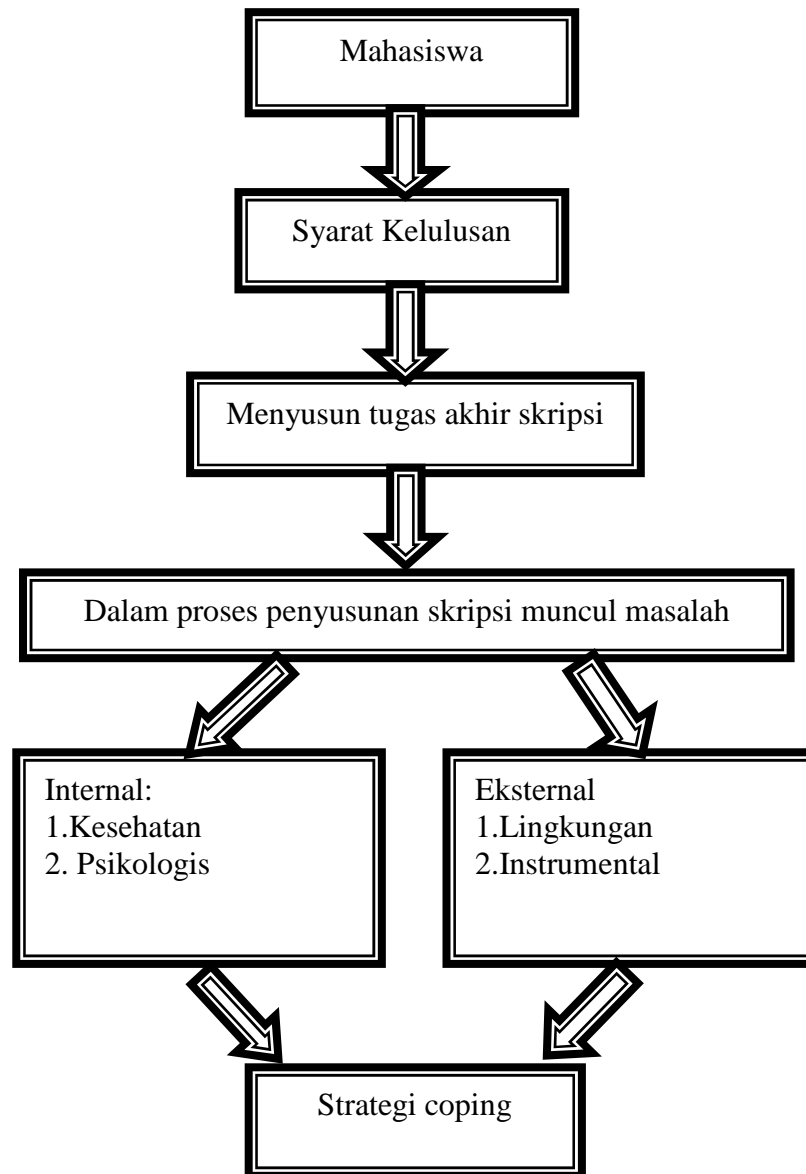 Mahasiswa
Syarat Kelulusan
Menyusun tugas akhir skripsi
Dalam proses penyusunan skripsi muncul masalah
Internal:
1.Kesehatan
2. Psikologis
Eksternal
1.Lingkungan
2.Instrumental
Strategi coping